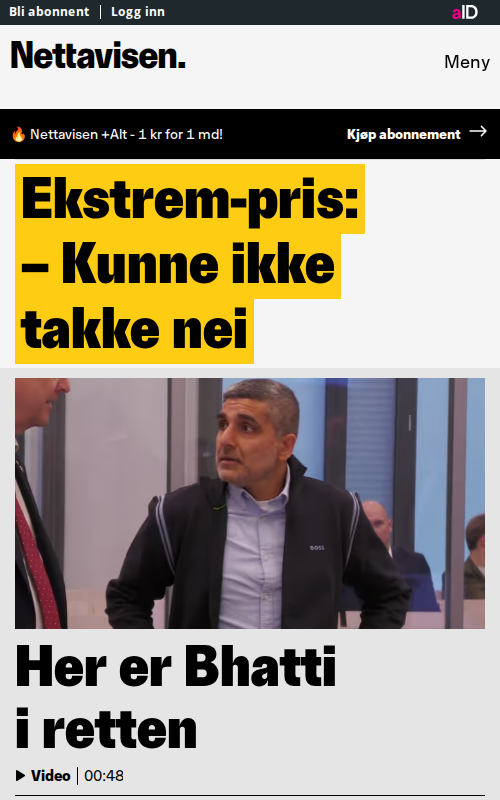 Bli abonnent | Logg inn
aID
Nettavisen.
Meny
🔥 Nettavisen +Alt - 1 kr for 1 md!
Kjøp abonnement →
Ekstrem-pris:
– Kunne ikke
takke nei
BOSS
Her er Bhatti
i retten
Video | 00:48